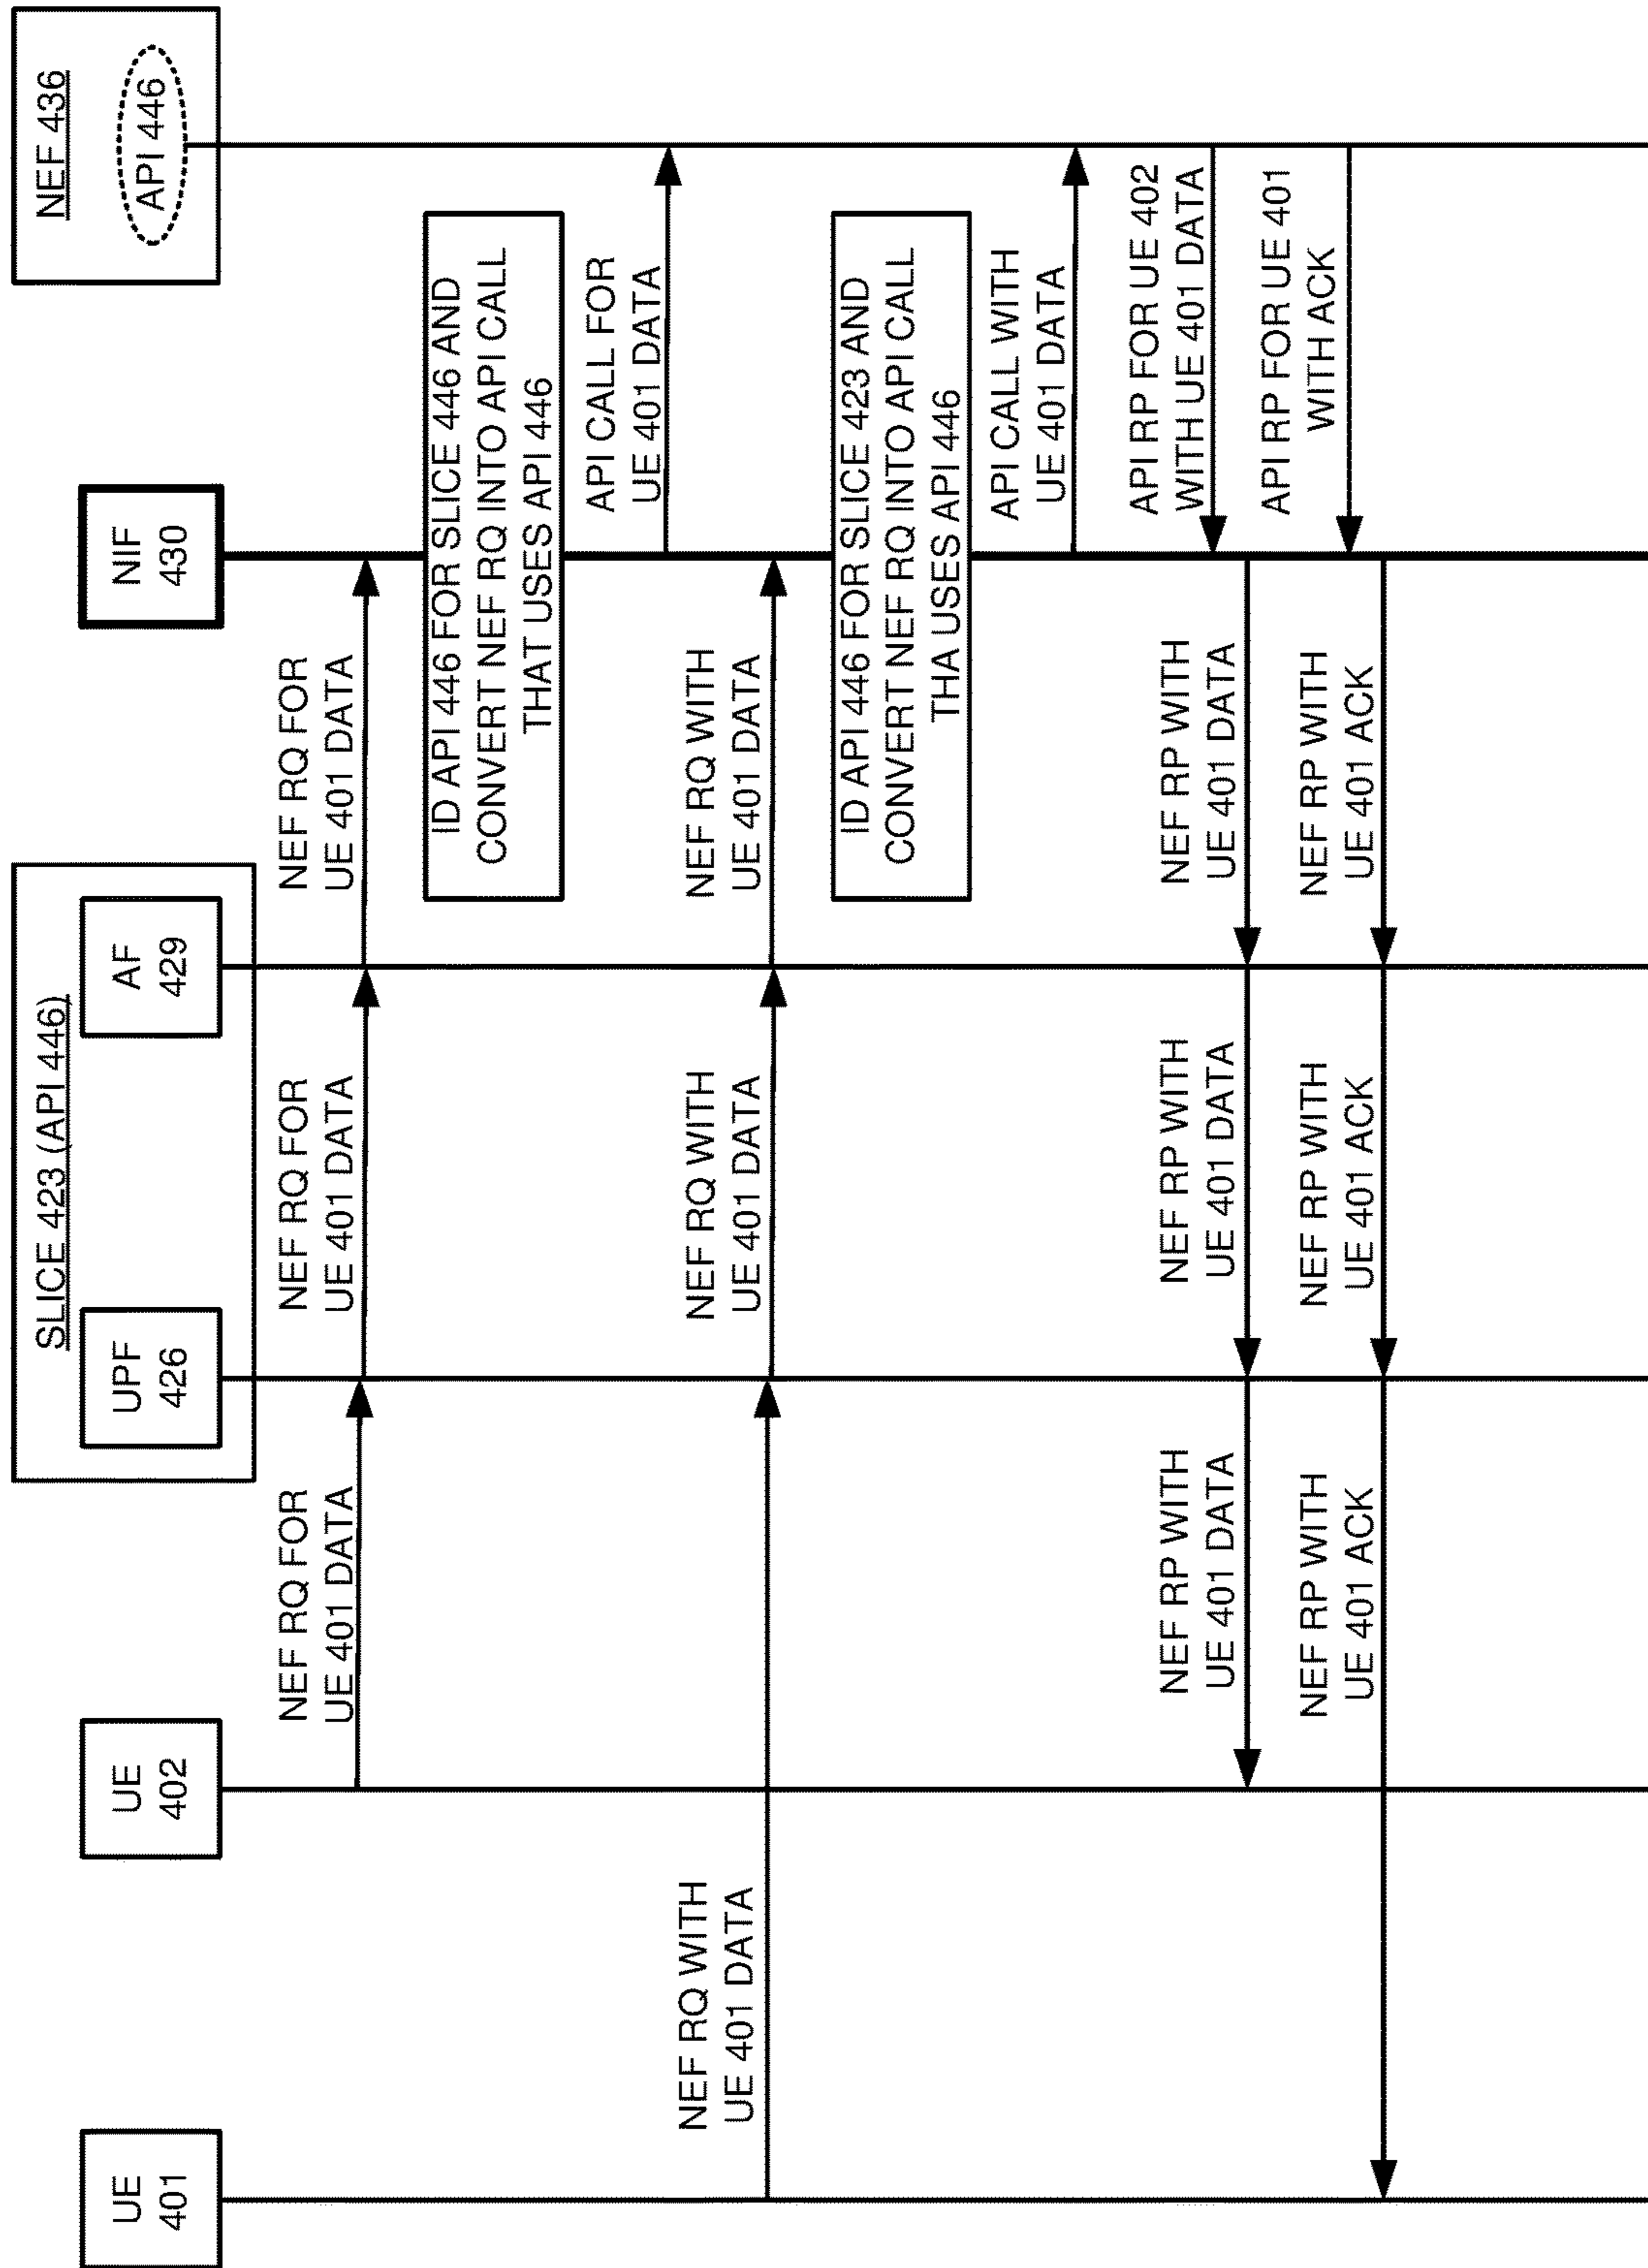 UE
401
UE
402
SLICE 423 (API 446)
UPF
426
AF
429
NIF
430
NEF 436
API 446
NEF RQ FOR
UE 401 DATA
NEF RQ FOR
UE 401 DATA
NEF RQ FOR
UE 401 DATA
ID API 446 FOR SLICE 446 AND
CONVERT NEF RQ INTO API CALL
THAT USES API 446
API CALL FOR
UE 401 DATA
NEF RQ WITH
UE 401 DATA
NEF RQ WITH
UE 401 DATA
NEF RQ WITH
UE 401 DATA
ID API 446 FOR SLICE 423 AND
CONVERT NEF RQ INTO API CALL
THA USES API 446
API CALL WITH
UE 401 DATA
API RP FOR UE 402
WITH UE 401 DATA
NEF RP WITH
UE 401 DATA
NEF RP WITH
UE 401 DATA
NEF RP WITH
UE 401 DATA
API RP FOR UE 401
WITH ACK
NEF RP WITH
UE 401 ACK
NEF RP WITH
UE 401 ACK
NEF RP WITH
UE 401 ACK